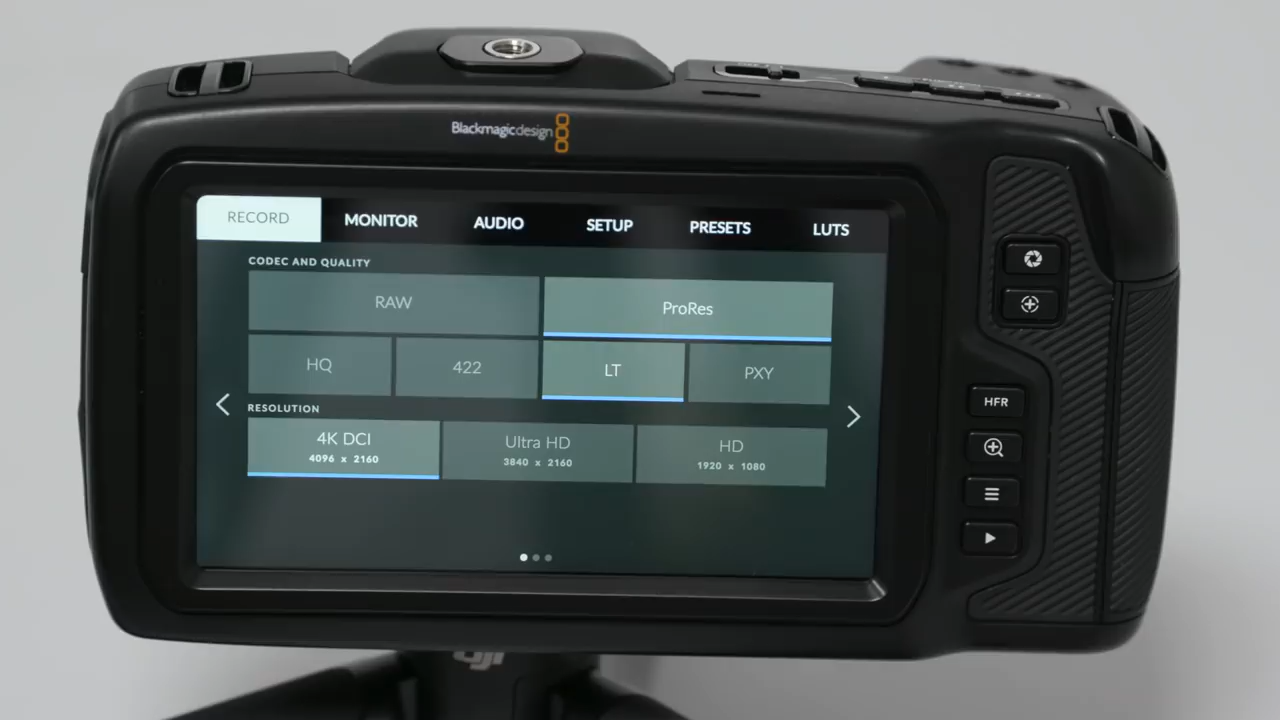 Blackmagicdesign
RECORD MONITOR AUDIO SETUP PRESETS LUTS
CODEC AND QUALITY
RAW ProRes
HQ 422 LT PXY
RESOLUTION
4K DCI Ultra HD HD
4096 x 2160 3840 x 2160 1920 x 1080
HFR
dji